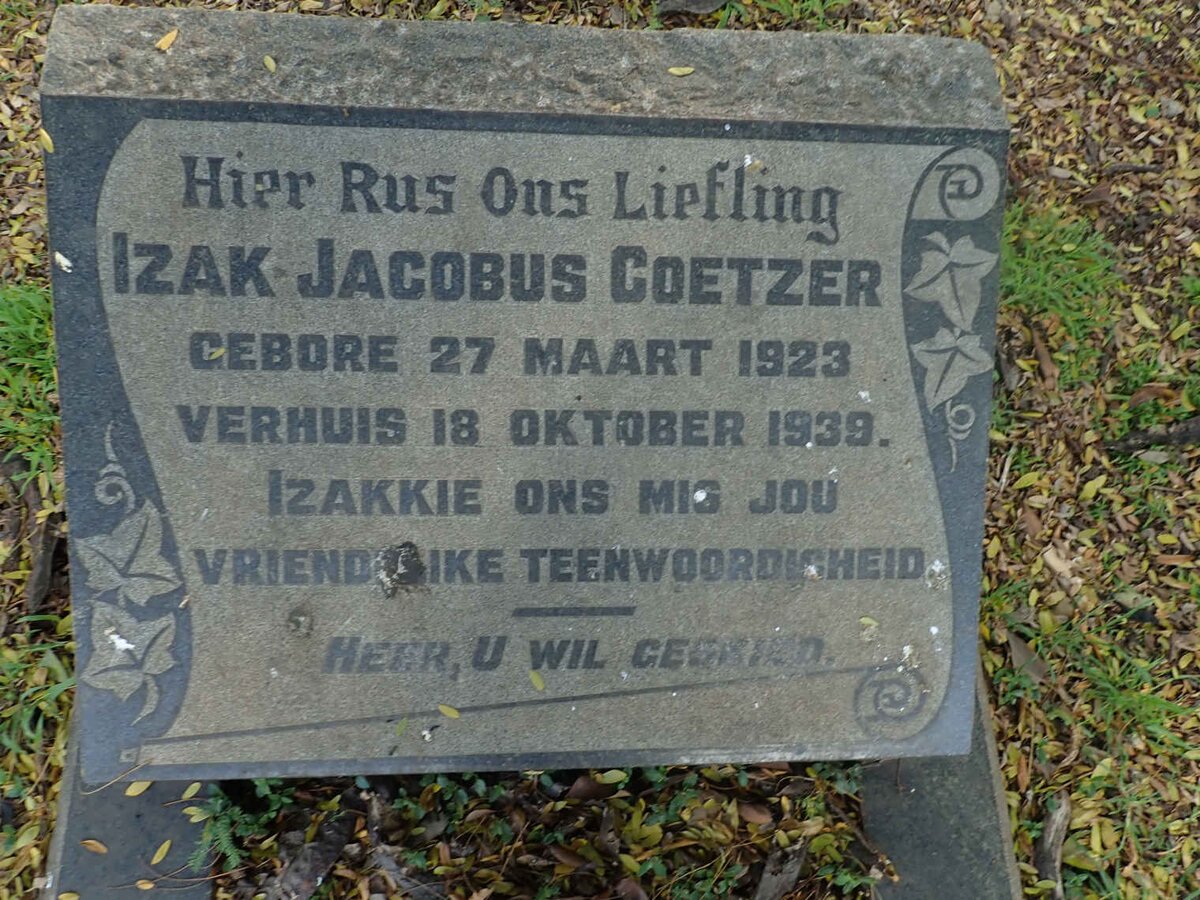 Hier Rus Ons Liefling
IZAK JACOBUS COETZER
GEBORE 27 MAART 1923
VERHUIS 18 OKTOBER 1939.
IZAKKIE ONS MIS JOU
TEENWOORDIGHEID
HEER, U WIL GESKIED.